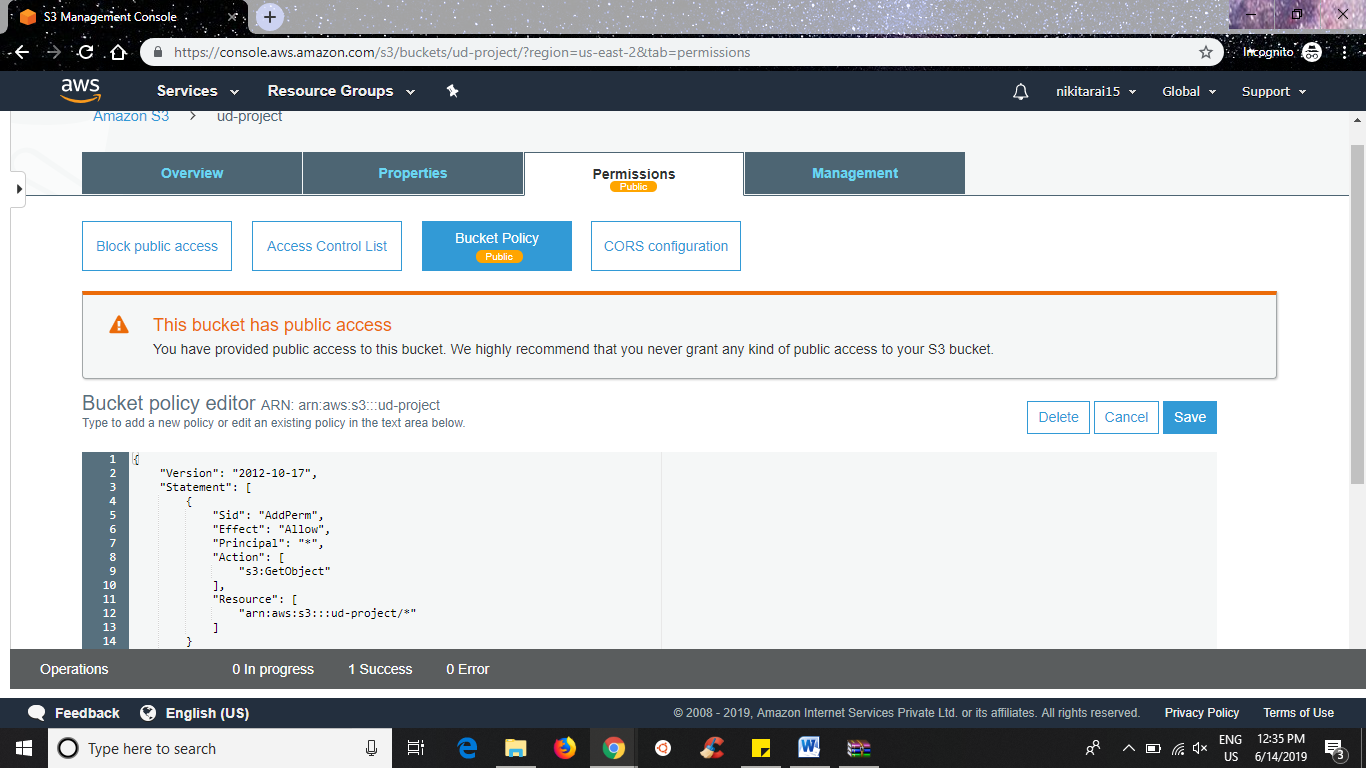 S3 Management Console
https://console.aws.amazon.com/s3/buckets/ud-project/?region=us-east-2&tab=permissions
Incognito
aws
Services
Resource Groups
nikitarai15
Global
Support
Amazon S3 > ud-project
Overview
Properties
Permissions
Public
Management
Block public access
Access Control List
Bucket Policy
Public
CORS configuration
This bucket has public access
You have provided public access to this bucket. We highly recommend that you never grant any kind of public access to your S3 bucket.
Bucket policy editor ARN: arn:aws:s3:::ud-project
Type to add a new policy or edit an existing policy in the text area below.
Delete
Cancel
Save
1 {
2 "Version": "2012-10-17",
3 "Statement": [
4 {
5 "Sid": "AddPerm",
6 "Effect": "Allow",
7 "Principal": "*",
8 "Action": [
9 "s3:GetObject"
10 ],
11 "Resource": [
12 "arn:aws:s3:::ud-project/*"
13 ]
14 }
Operations
0 In progress
1 Success
0 Error
Feedback
English (US)
© 2008 - 2019, Amazon Internet Services Private Ltd. or its affiliates. All rights reserved.
Privacy Policy
Terms of Use
Type here to search
ENG
US
12:35 PM
6/14/2019
3